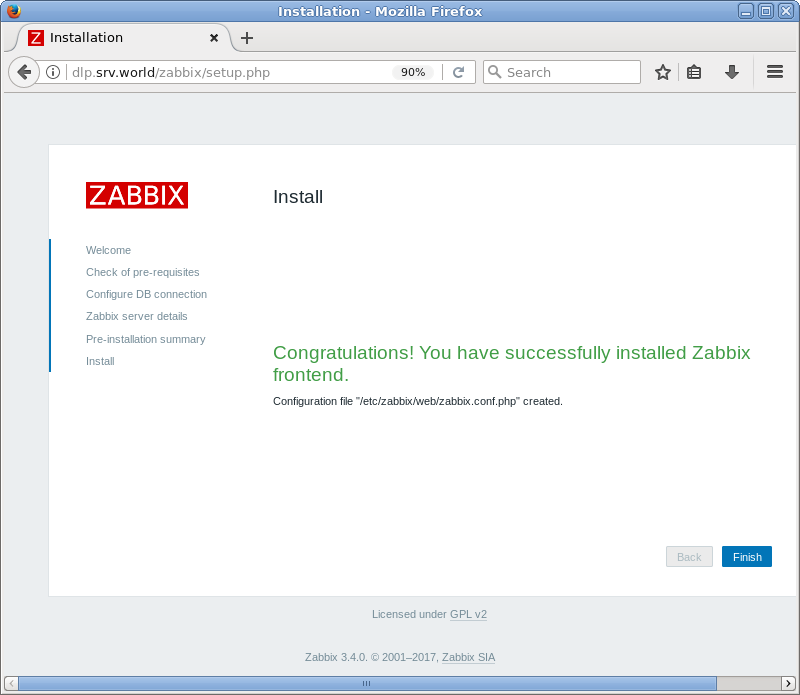 Installation - Mozilla Firefox
Z Installation
dlp.srv.world/zabbix/setup.php 90% Search
ZABBIX
Install
Welcome
Check of pre-requisites
Configure DB connection
Zabbix server details
Pre-installation summary
Install
Congratulations! You have successfully installed Zabbix
frontend.
Configuration file "/etc/zabbix/web/zabbix.conf.php" created.
Back Finish
Licensed under GPL v2
Zabbix 3.4.0. © 2001–2017, Zabbix SIA